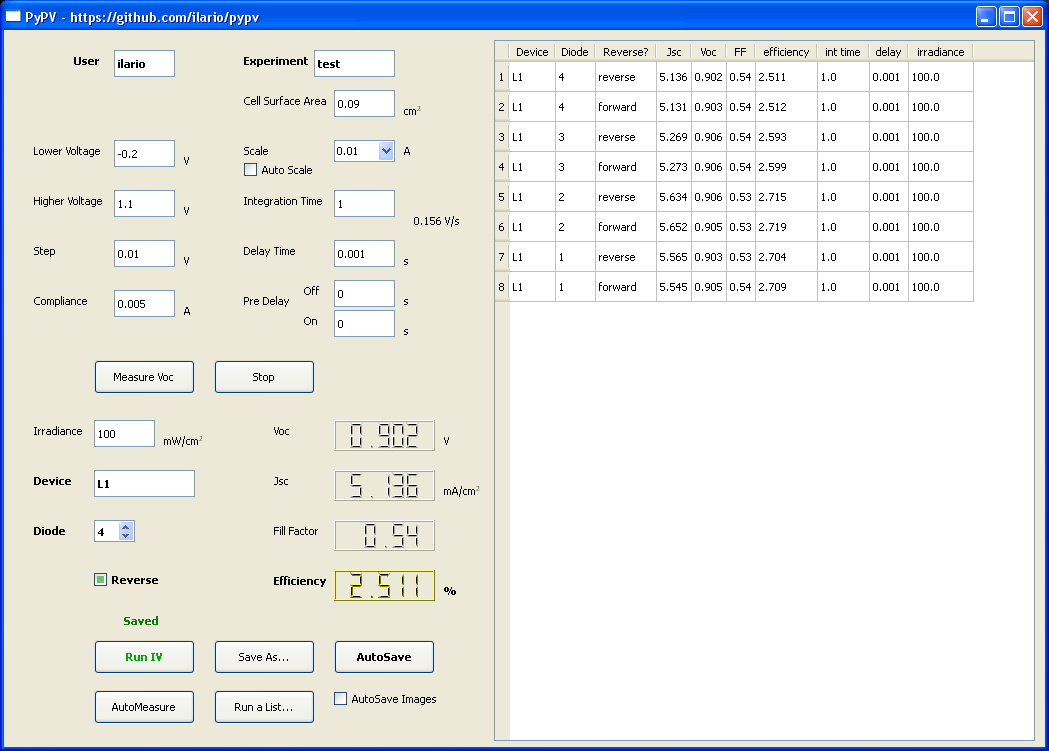 PyPV - https://github.com/ilario/pypv
User ilario Experiment test
Cell Surface Area 0.09 cm²
Lower Voltage -0.2 V Scale 0.01 A
Auto Scale
Higher Voltage 1.1 V Integration Time 1
0.156 V/s
Step 0.01 V Delay Time 0.001 s
Compliance 0.005 A Pre Delay Off 0 s
On 0 s
Measure Voc Stop
Irradiance 100 mW/cm² Voc 0.902 V
Device L1 Jsc 5.136 mA/cm²
Diode 4 Fill Factor 0.54
Reverse Efficiency 2.511 %
Saved
Run IV Save As... AutoSave
AutoMeasure Run a List... AutoSave Images
Device Diode Reverse? Jsc Voc FF efficiency int time delay irradiance
1 L1 4 reverse 5.136 0.902 0.54 2.511 1.0 0.001 100.0
2 L1 4 forward 5.131 0.903 0.54 2.512 1.0 0.001 100.0
3 L1 3 reverse 5.269 0.906 0.54 2.593 1.0 0.001 100.0
4 L1 3 forward 5.273 0.906 0.54 2.599 1.0 0.001 100.0
5 L1 2 reverse 5.634 0.906 0.53 2.715 1.0 0.001 100.0
6 L1 2 forward 5.652 0.905 0.53 2.719 1.0 0.001 100.0
7 L1 1 reverse 5.565 0.903 0.53 2.704 1.0 0.001 100.0
8 L1 1 forward 5.545 0.905 0.54 2.709 1.0 0.001 100.0